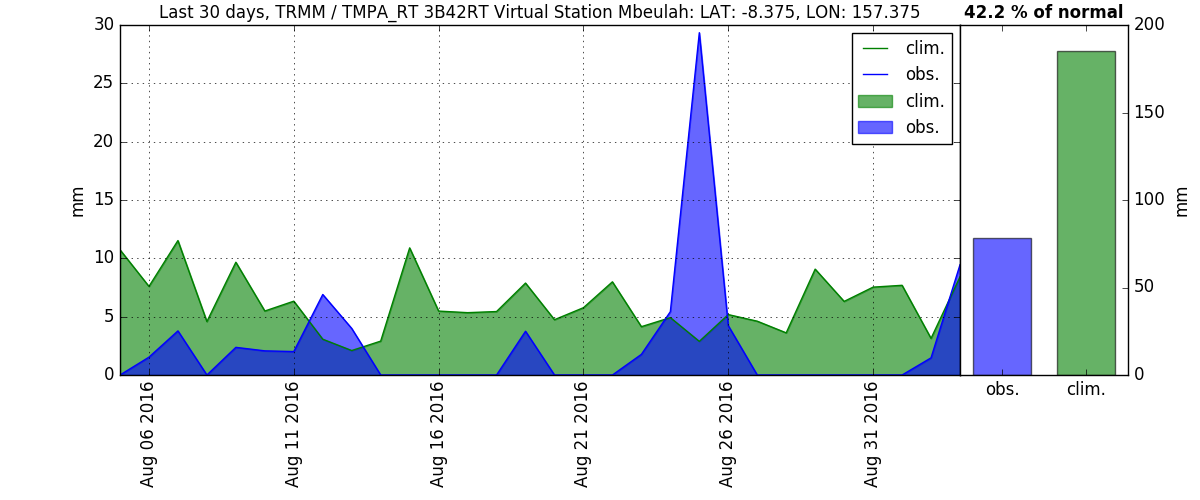 Last 30 days, TRMM / TMPA_RT 3B42RT Virtual Station Mbeulah: LAT: -8.375, LON: 157.375
42.2 % of normal
30
25
20
15
10
5
0
mm
clim.
obs.
clim.
obs.
Aug 06 2016
Aug 11 2016
Aug 16 2016
Aug 21 2016
Aug 26 2016
Aug 31 2016
200
150
100
50
0
mm
obs.
clim.